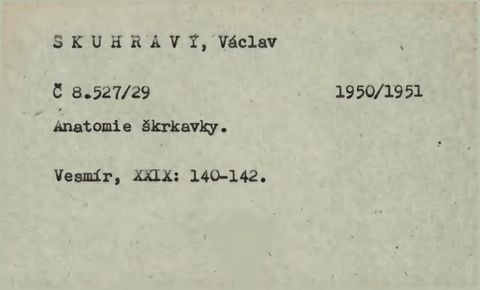 S K U H R A V Ý, Václav
Č 8.527/29 1950/1951
Anatomie škrkavky.
Vesmír, XXIX: 140-142.